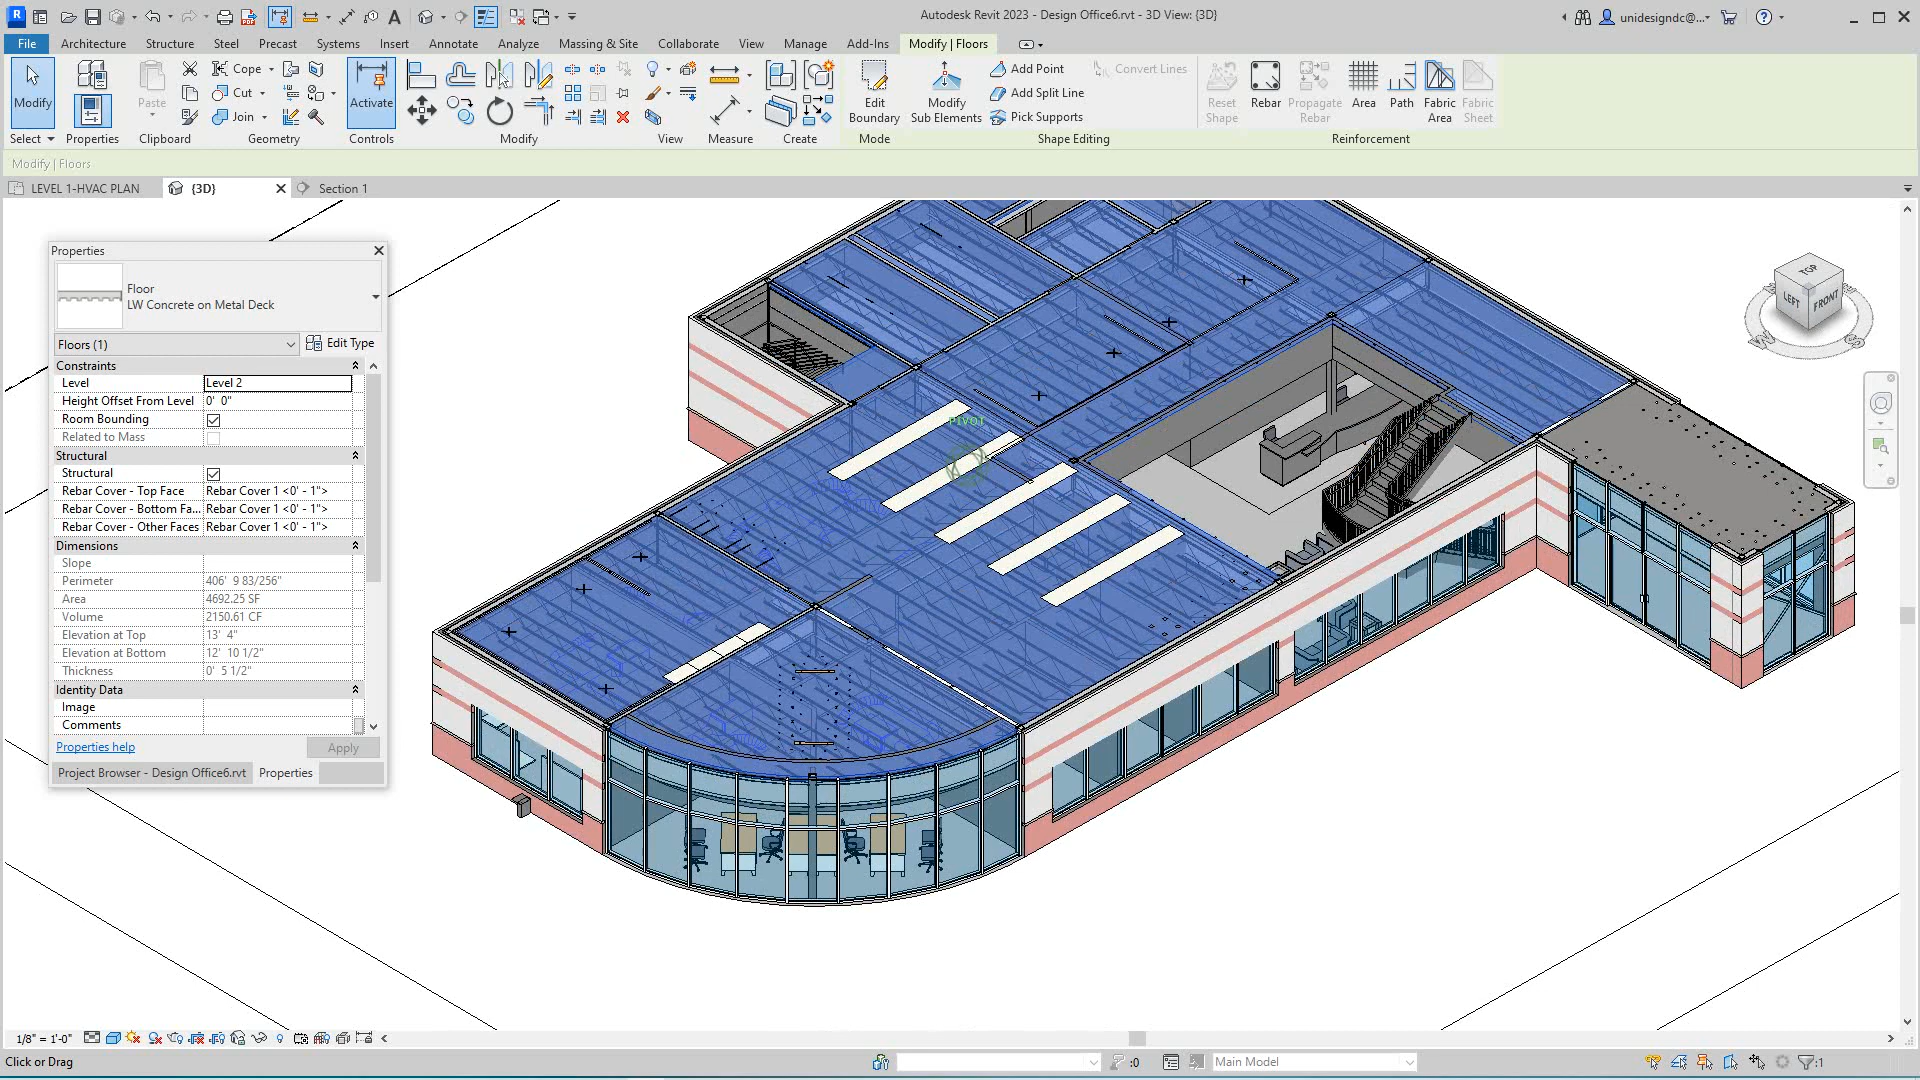 Autodesk Revit 2023 - Design Office6.rvt - 3D View: {3D}
unidesigndc@...
File Architecture Structure Steel Precast Systems Insert Annotate Analyze Massing & Site Collaborate View Manage Add-Ins Modify | Floors
Modify
Paste
Cope
Cut
Join
Activate
Edit Boundary
Modify Sub Elements
Add Point
Add Split Line
Pick Supports
Convert Lines
Reset Shape
Rebar
Propagate Rebar
Area
Path
Fabric Area
Fabric Sheet
Select Properties Clipboard Geometry Controls Modify View Measure Create Mode Shape Editing Reinforcement
Modify | Floors
LEVEL 1-HVAC PLAN {3D} Section 1
Properties
Floor
LW Concrete on Metal Deck
Floors (1) Edit Type
Constraints
Level Level 2
Height Offset From Level 0' 0"
Room Bounding
Related to Mass
Structural
Structural
Rebar Cover - Top Face Rebar Cover 1 <0' - 1">
Rebar Cover - Bottom Fa... Rebar Cover 1 <0' - 1">
Rebar Cover - Other Faces Rebar Cover 1 <0' - 1">
Dimensions
Slope
Perimeter 406' 9 83/256"
Area 4692.25 SF
Volume 2150.61 CF
Elevation at Top 13' 4"
Elevation at Bottom 12' 10 1/2"
Thickness 0' 5 1/2"
Identity Data
Image
Comments
Properties help Apply
Project Browser - Design Office6.rvt Properties
PIVOT
TOP
LEFT FRONT
W S
1/8" = 1'-0"
Click or Drag
:0
Main Model
:1